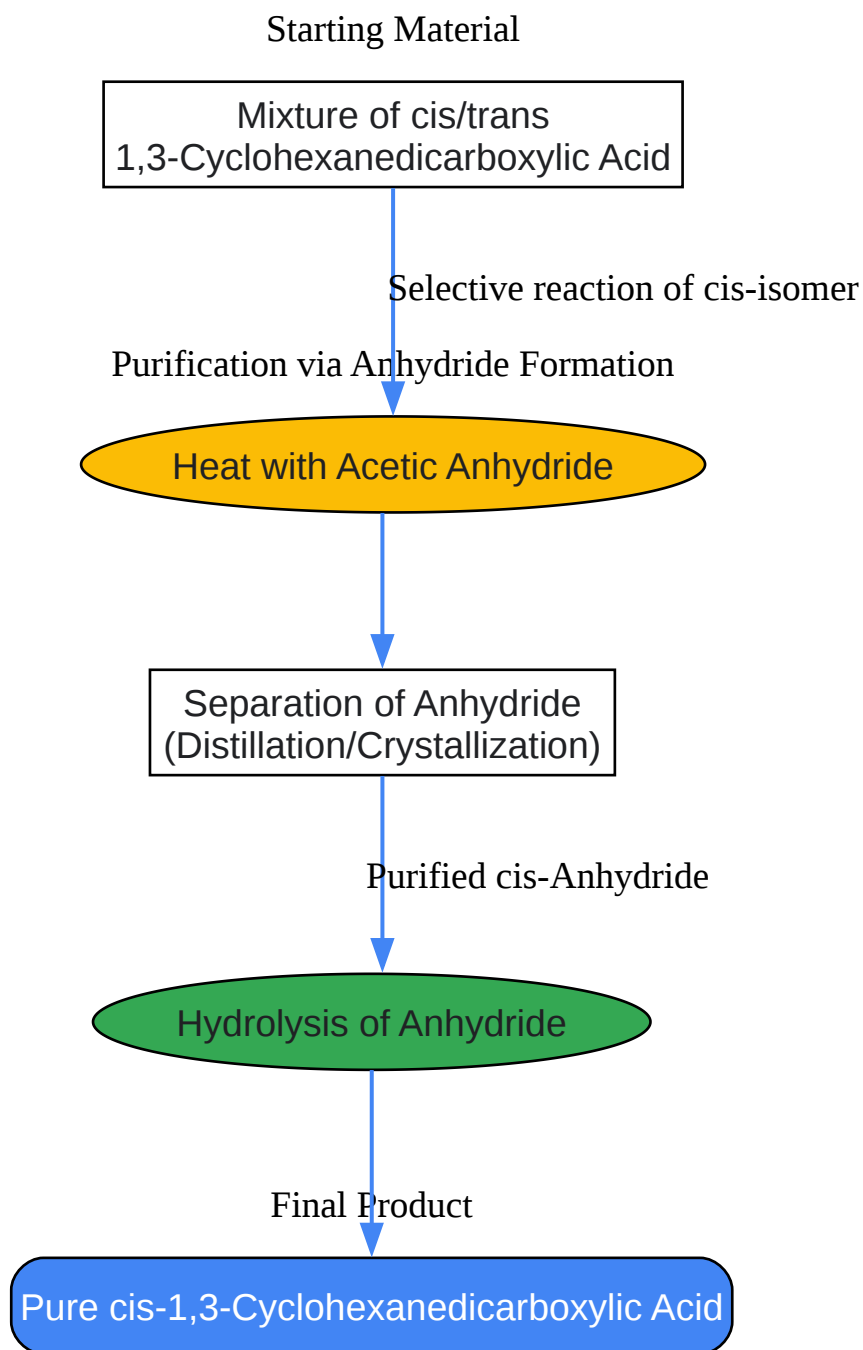 Starting Material
Mixture of cis/trans
1,3-Cyclohexanedicarboxylic Acid
Selective reaction of cis-isomer
Purification via Anhydride Formation
Heat with Acetic Anhydride
Separation of Anhydride
(Distillation/Crystallization)
Purified cis-Anhydride
Hydrolysis of Anhydride
Final Product
Pure cis-1,3-Cyclohexanedicarboxylic Acid